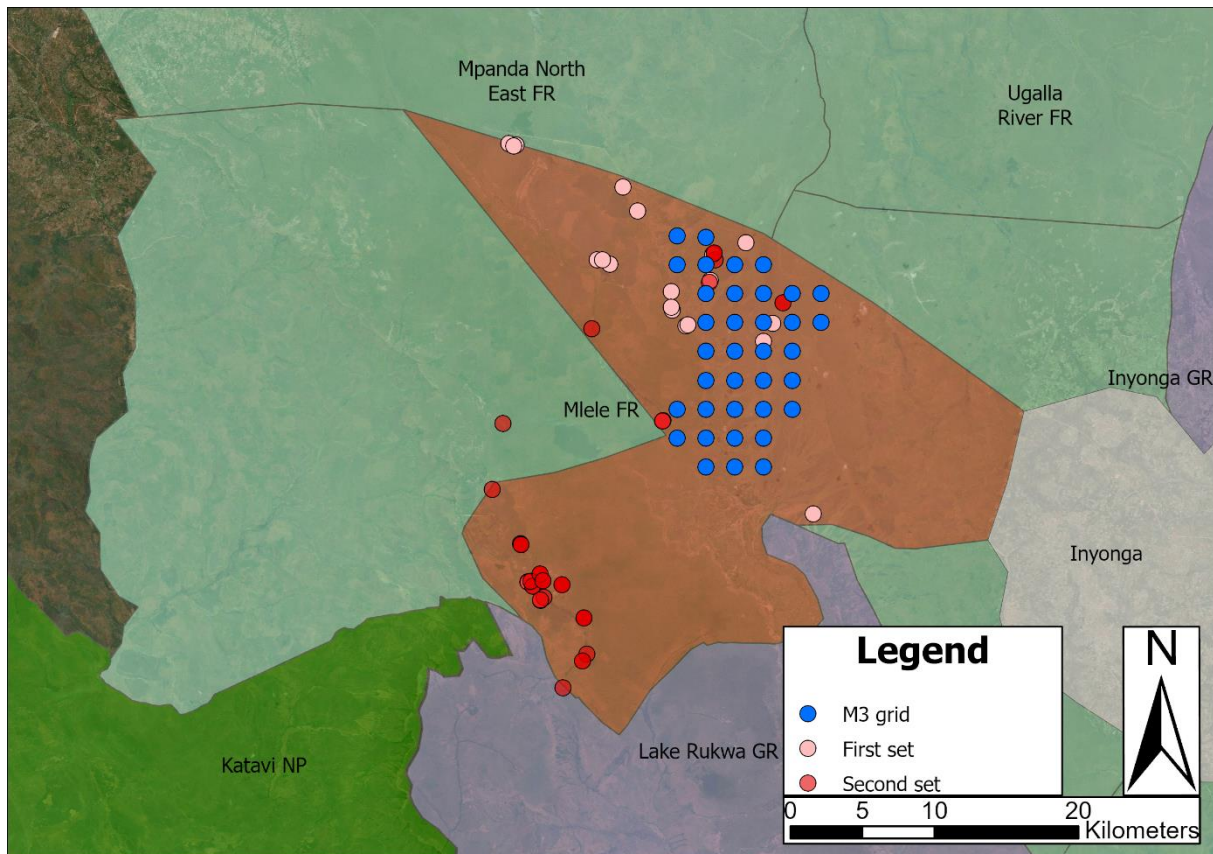 Mpanda North
East FR
Ugalla
River FR
Inyonga GR
Mlele FR
Inyonga
Katavi NP
Lake Rukwa GR
Legend
M3 grid
First set
Second set
N
0 5 10 20
Kilometers